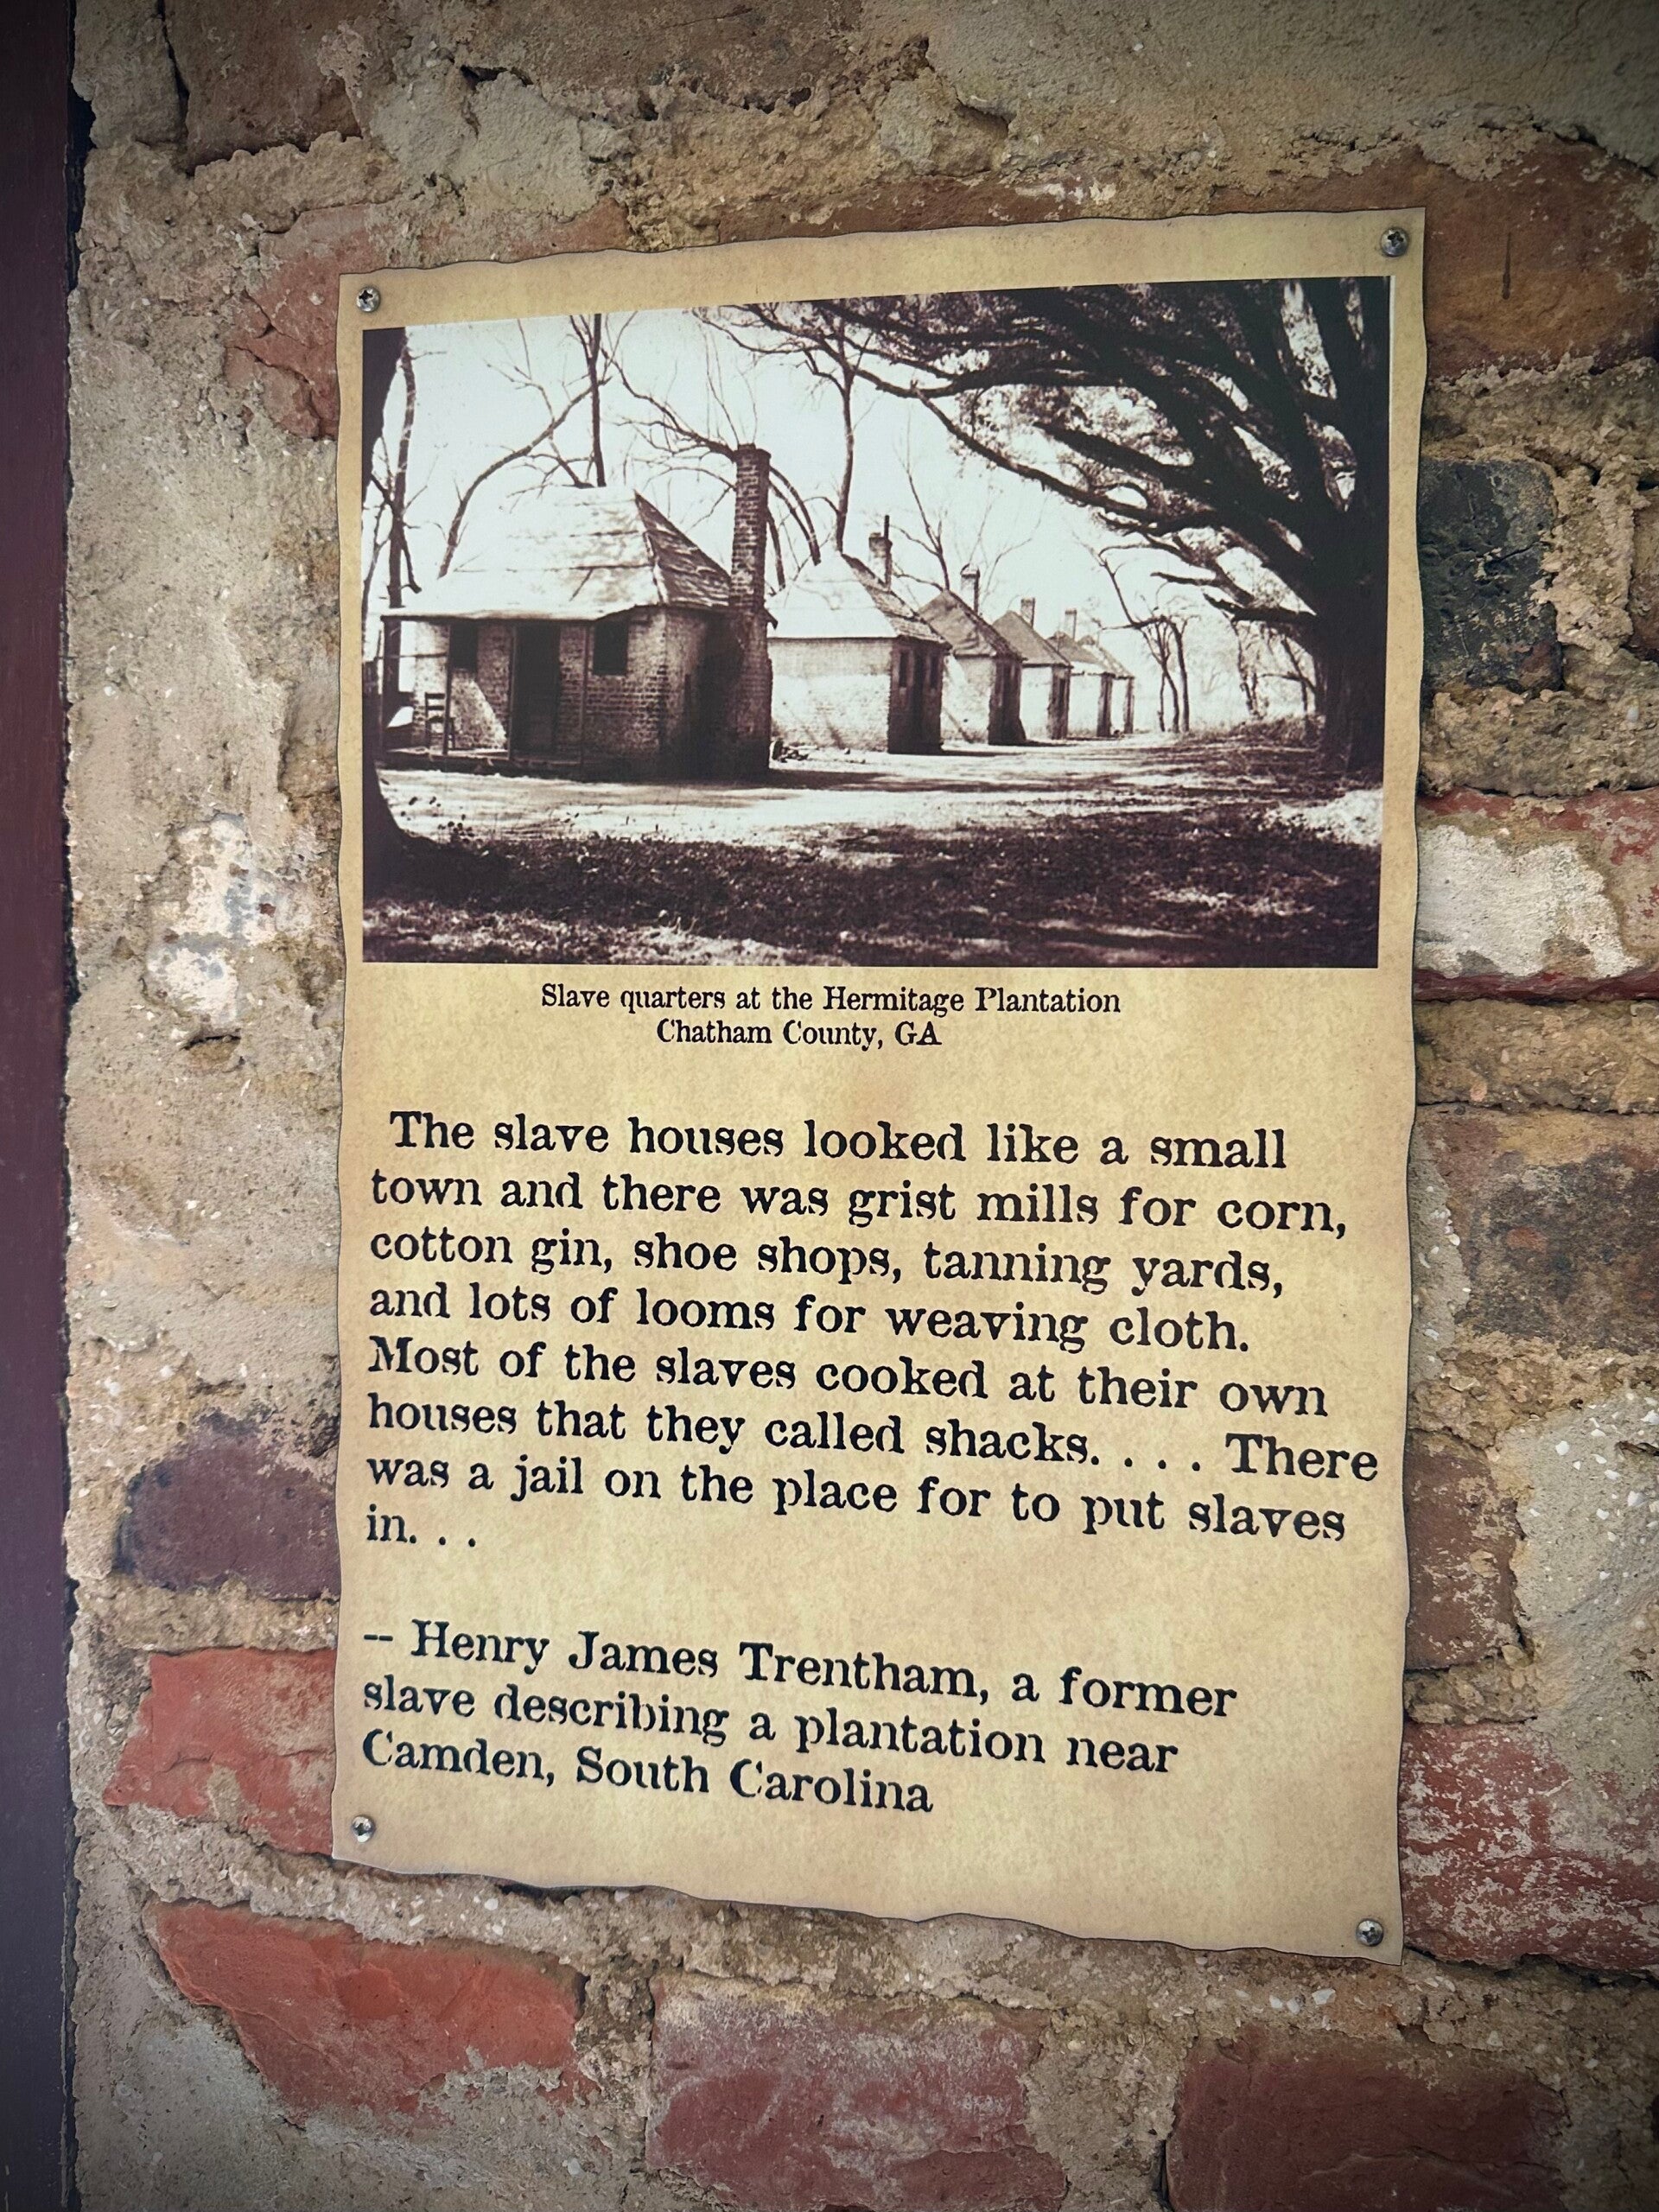 Slave quarters at the Hermitage Plantation
Chatham County, GA
The slave houses looked like a small
town and there was grist mills for corn,
cotton gin, shoe shops, tanning yards,
and lots of looms for weaving cloth.
Most of the slaves cooked at their own
houses that they called shacks. . . . There
was a jail on the place for to put slaves
in. . .
-- Henry James Trentham, a former
slave describing a plantation near
Camden, South Carolina